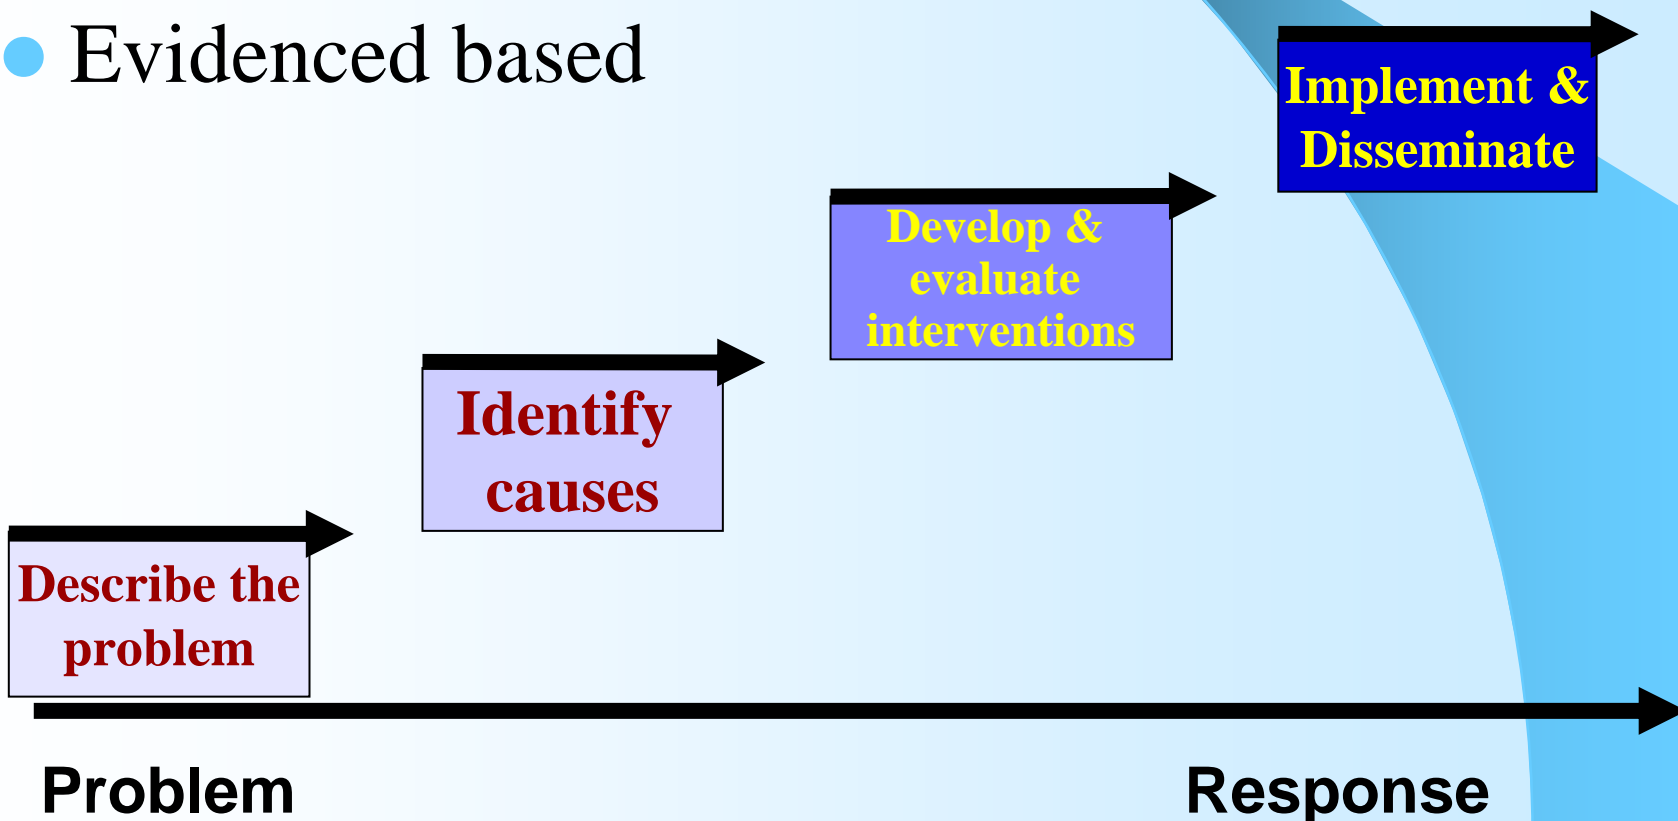 Evidenced based
Implement &
Disseminate
Develop &
evaluate
interventions
Identify
causes
Describe the
problem
Problem
Response